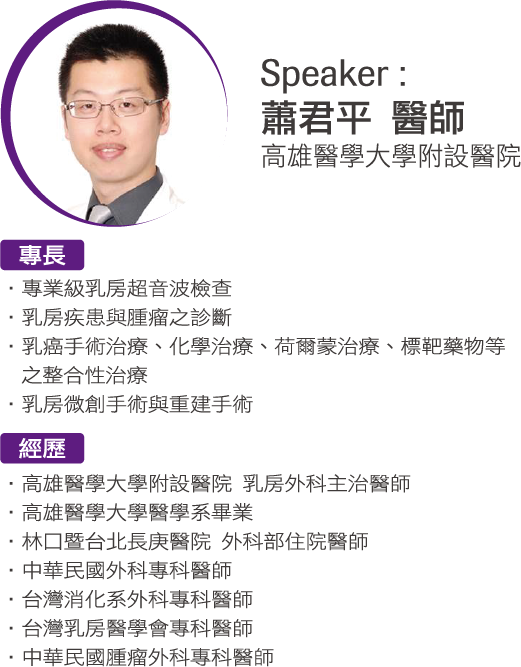 Speaker :
蕭君平 醫師
高雄醫學大學附設醫院
專長
・專業級乳房超音波檢查
・乳房疾患與腫瘤之診斷
・乳癌手術治療、化學治療、荷爾蒙治療、標靶藥物等
之整合性治療
・乳房微創手術與重建手術
經歷
・高雄醫學大學附設醫院 乳房外科主治醫師
・高雄醫學大學醫學系畢業
・林口暨台北長庚醫院 外科部住院醫師
・中華民國外科專科醫師
・台灣消化系外科專科醫師
・台灣乳房醫學會專科醫師
・中華民國腫瘤外科專科醫師